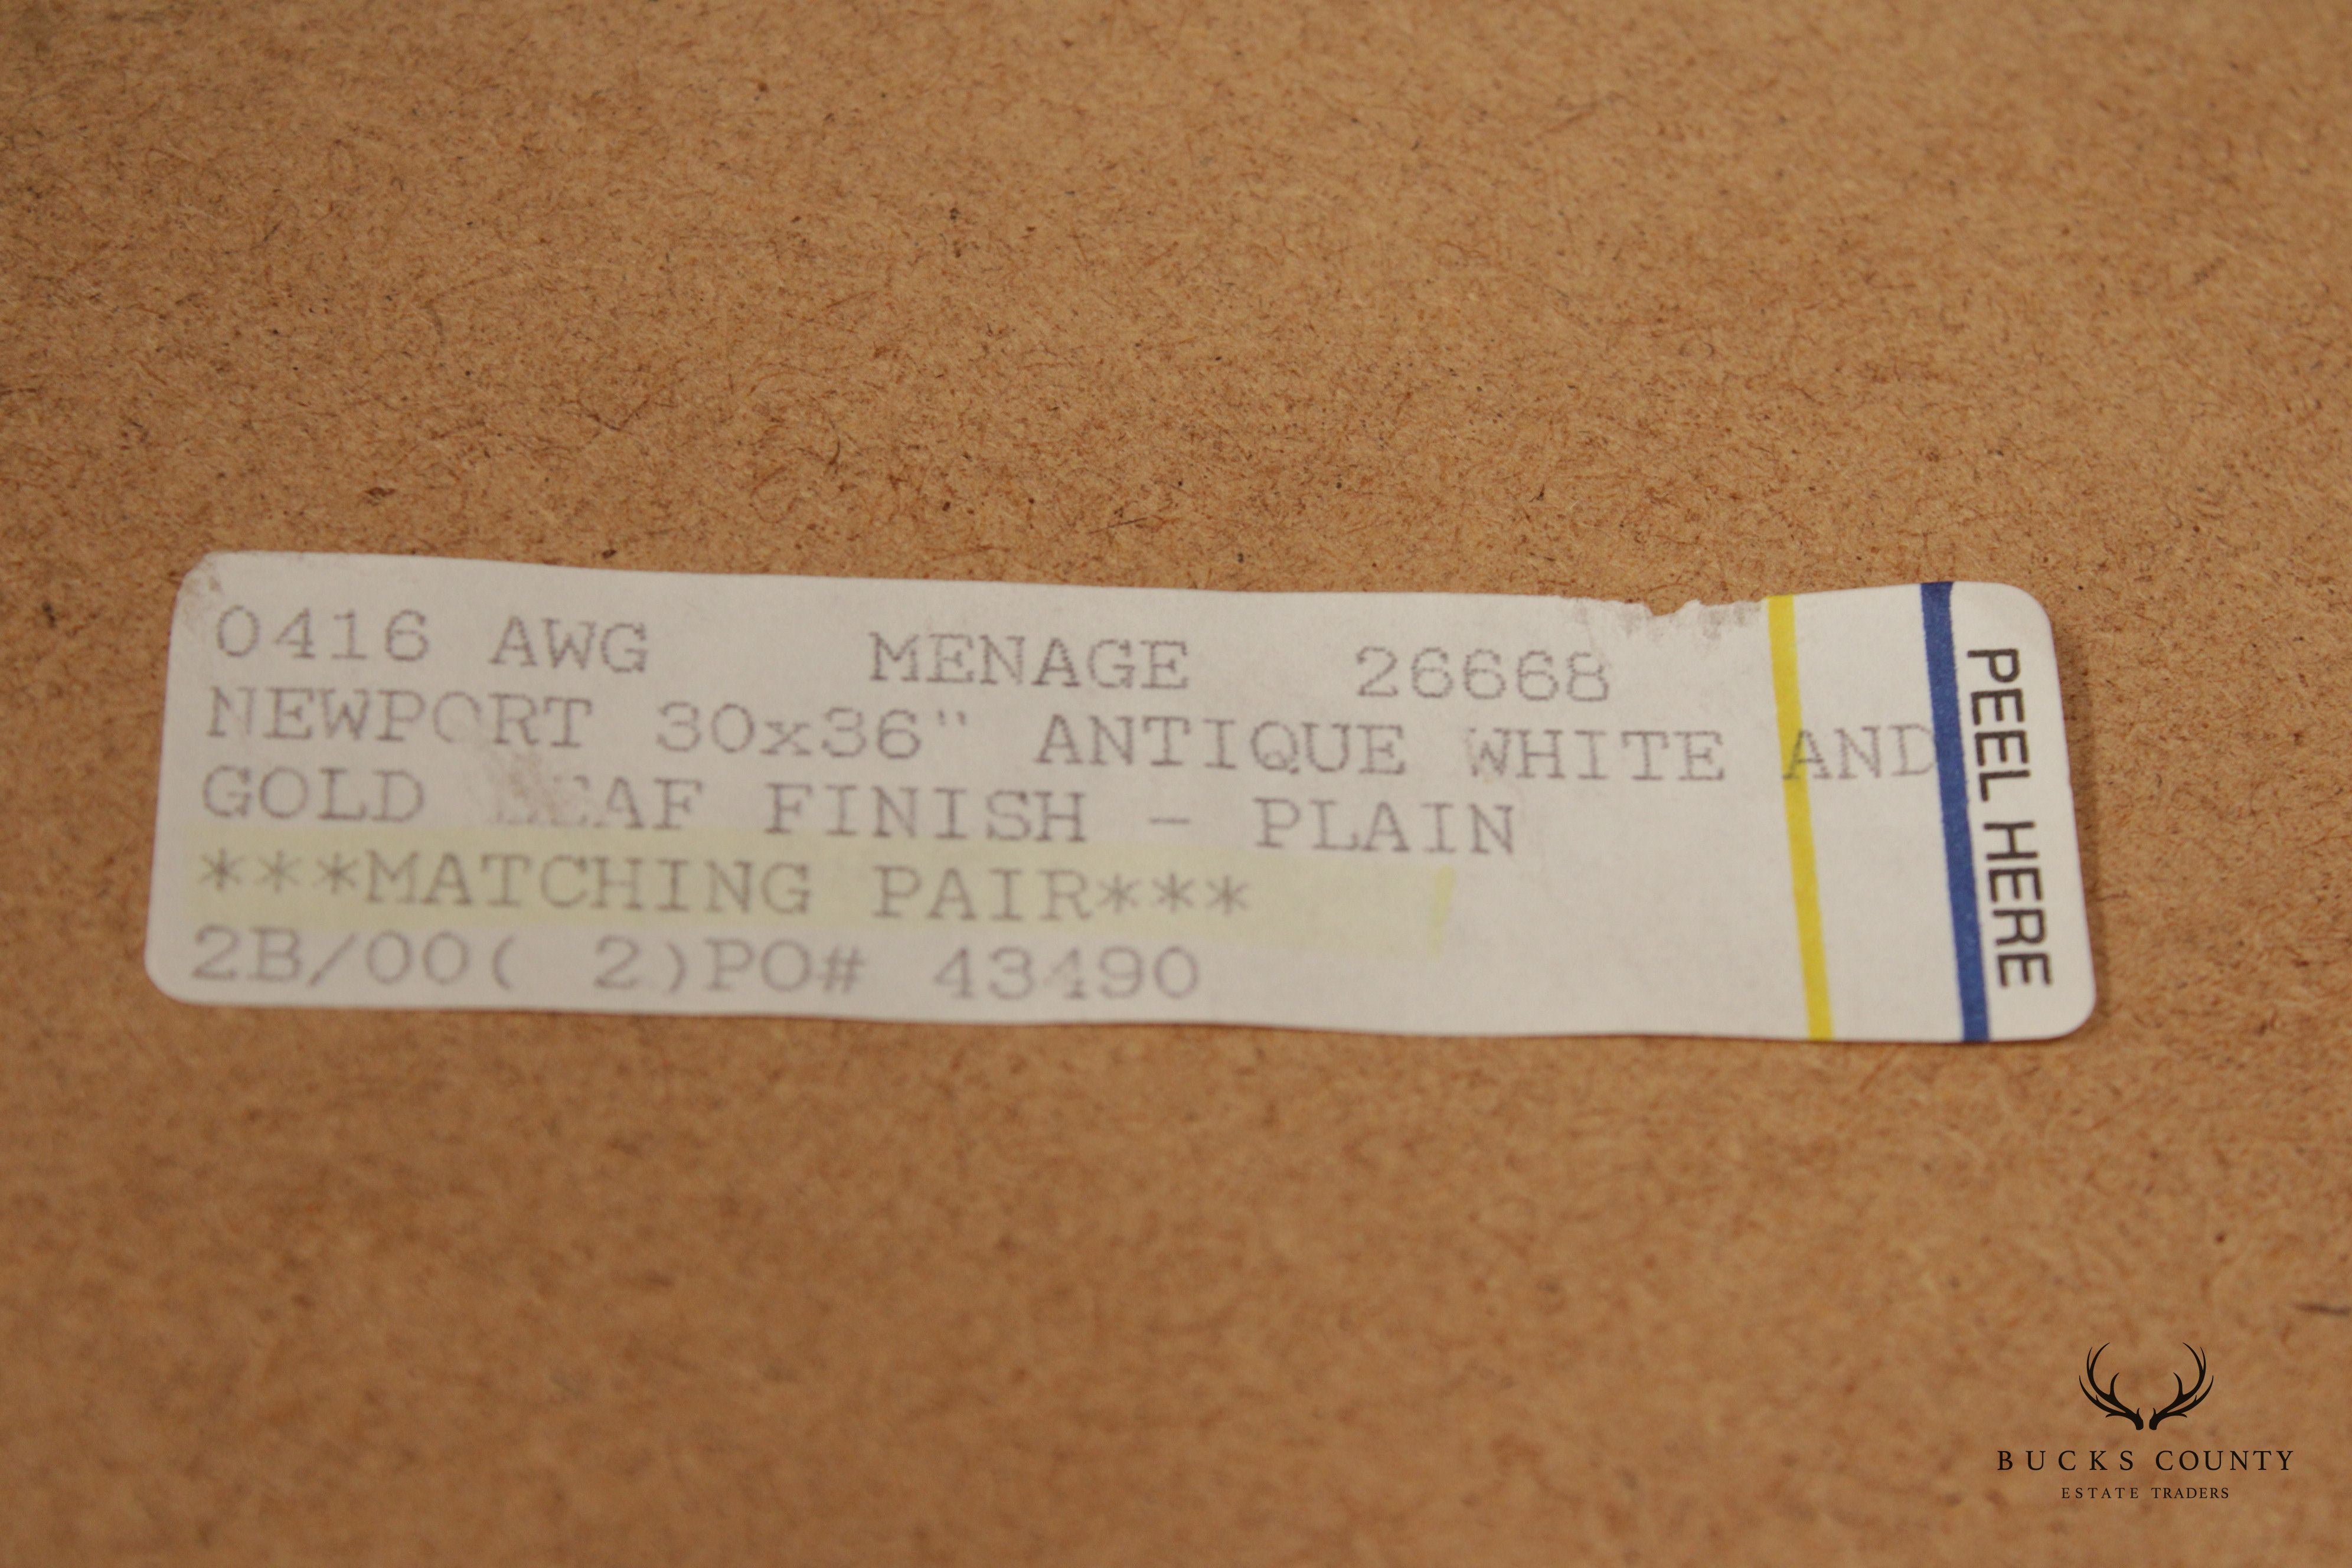 0416 AWG MENAGE 26668
NEWPORT 30x36" ANTIQUE WHITE AND
GOLD LEAF FINISH - PLAIN
***MATCHING PAIR***
2B/00( 2)PO# 43490
PEEL HERE
BUCKS COUNTY
ESTATE TRADERS